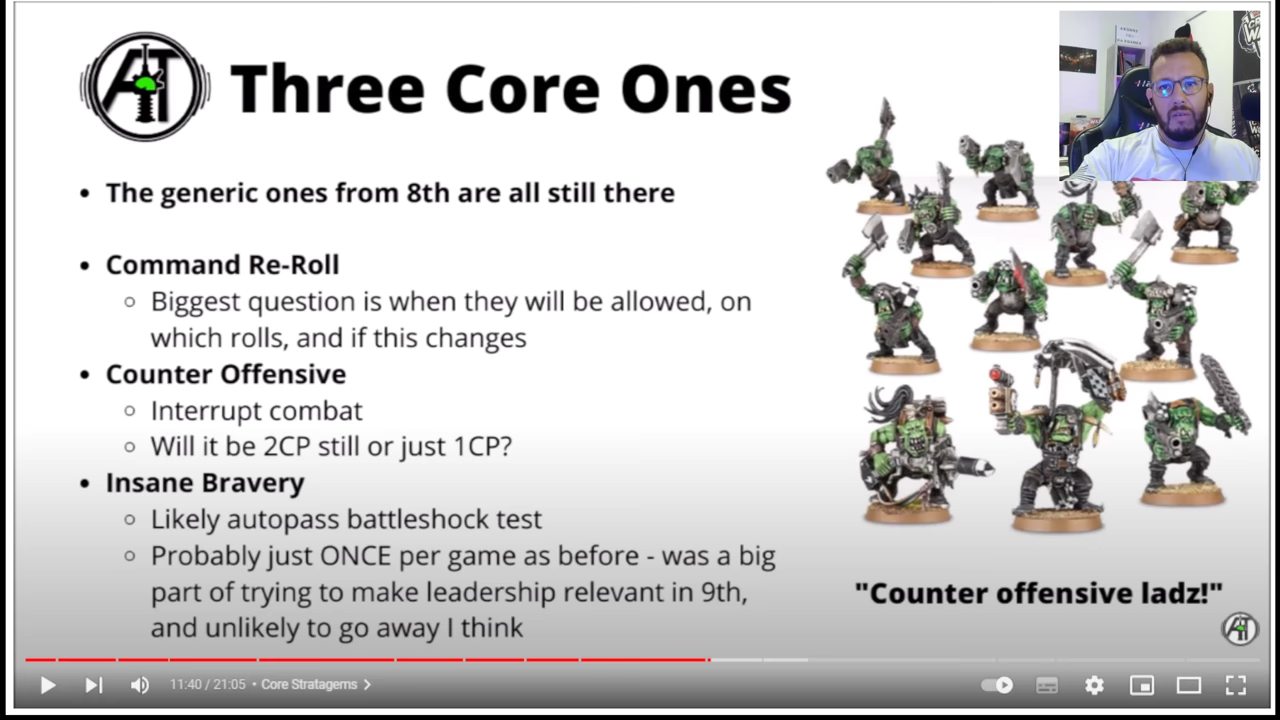 AT Three Core Ones
• The generic ones from 8th are all still there
• Command Re-Roll
○ Biggest question is when they will be allowed, on
which rolls, and if this changes
• Counter Offensive
○ Interrupt combat
○ Will it be 2CP still or just 1CP?
• Insane Bravery
○ Likely autopass battleshock test
○ Probably just ONCE per game as before - was a big
part of trying to make leadership relevant in 9th,
and unlikely to go away I think
"Counter offensive ladz!"
AT
11:40 / 21:05 • Core Stratagems >